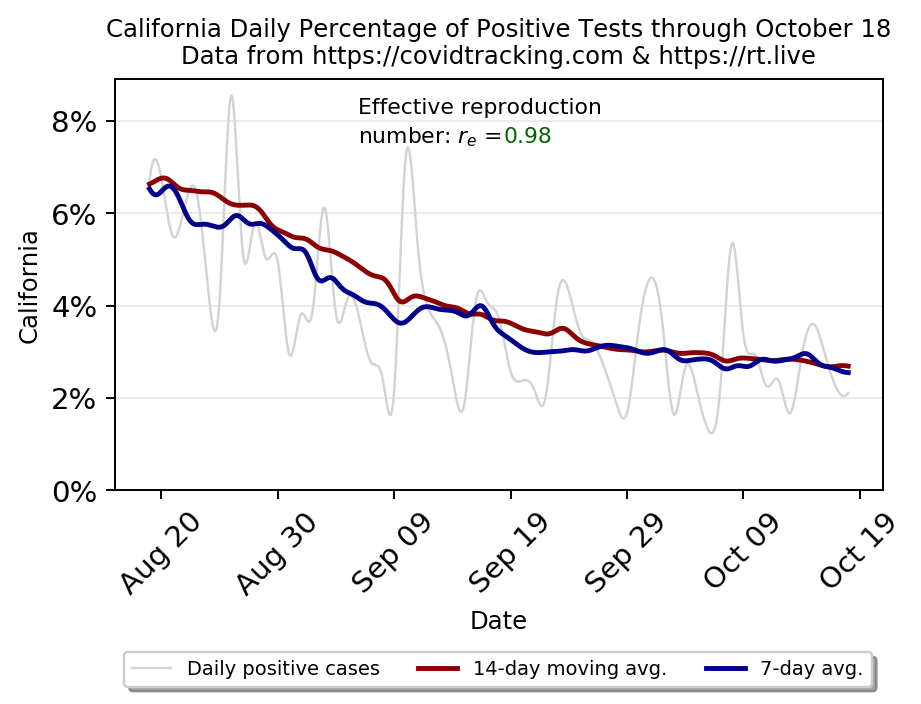 California Daily Percentage of Positive Tests through October 18
Data from https://covidtracking.com & https://rt.live
Effective reproduction
number: rₑ =0.98
8%
6%
4%
2%
0%
California
Aug 20
Aug 30
Sep 09
Sep 19
Sep 29
Oct 09
Oct 19
Date
Daily positive cases
14-day moving avg.
7-day avg.